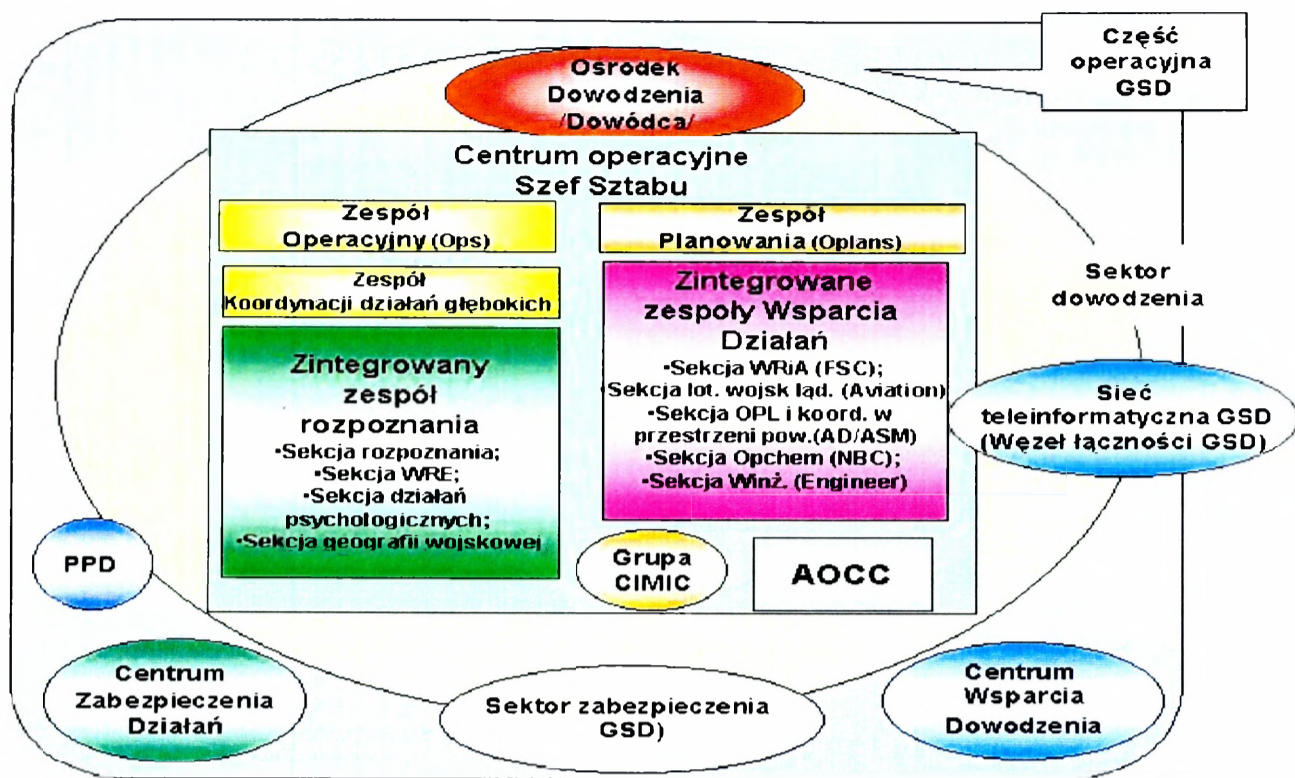 Część
operacyjna
GSD
Ośrodek
Dowodzenia
/Dowódca/
Centrum operacyjne
Szef Sztabu
Zespół
Operacyjny (Ops)
Zespół
Planowania (Oplans)
Zespół
Koordynacji działań głębokich
Zintegrowane
zespoły Wsparcia
Działań
•Sekcja WRiA (FSC);
•Sekcja lot. wojsk ląd. (Aviation)
•Sekcja OPL i koord. w
przestrzeni pow.(AD/ASM)
•Sekcja Opchem (NBC);
•Sekcja Winż. (Engineer)
Zintegrowany
zespół
rozpoznania
•Sekcja rozpoznania;
•Sekcja WRE;
•Sekcja działań
psychologicznych;
•Sekcja geografii wojskowej
Sektor
dowodzenia
Sieć
teleinformatyczna GSD
(Węzeł łączności GSD)
PPD
Grupa
CIMIC
AOCC
Centrum
Zabezpieczenia
Działań
Sektor zabezpieczenia
GSD)
Centrum
Wsparcia
Dowodzenia